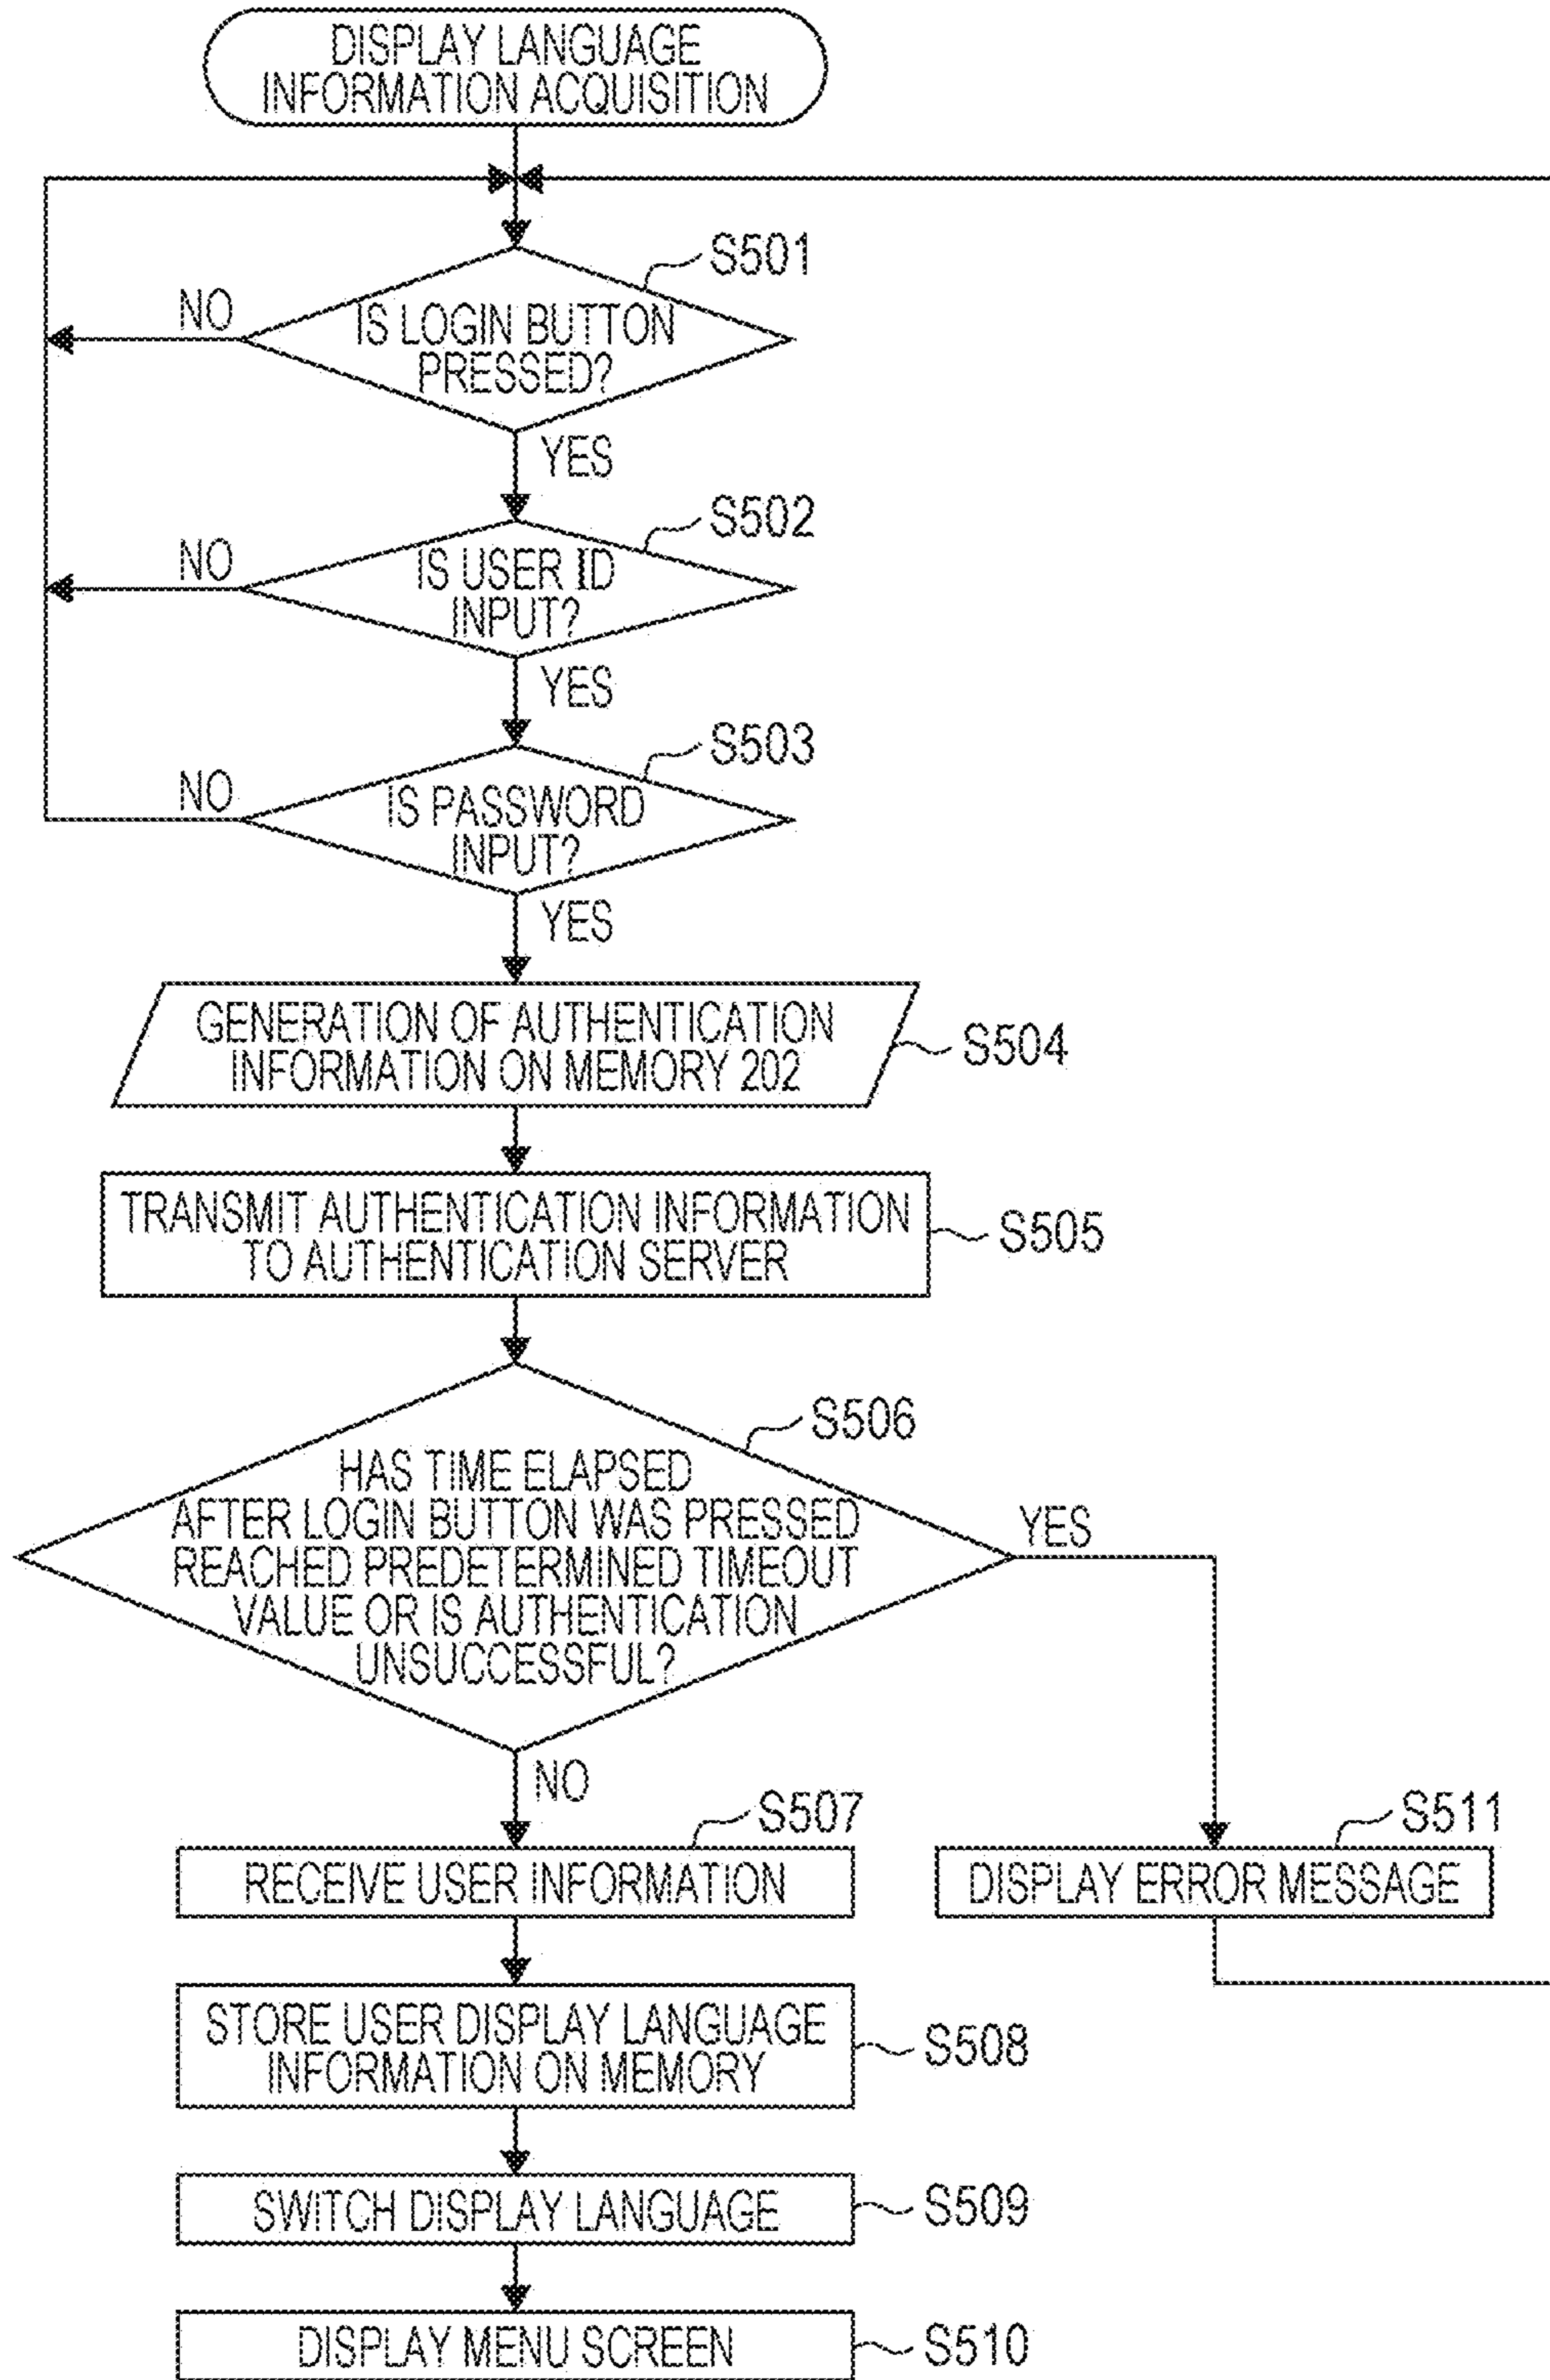 DISPLAY LANGUAGE
INFORMATION ACQUISITION
S501
NO
IS LOGIN BUTTON
PRESSED?
YES
S502
NO
IS USER ID
INPUT?
YES
S503
NO
IS PASSWORD
INPUT?
YES
GENERATION OF AUTHENTICATION
INFORMATION ON MEMORY 202
S504
TRANSMIT AUTHENTICATION INFORMATION
TO AUTHENTICATION SERVER
S505
S506
HAS TIME ELAPSED
AFTER LOGIN BUTTON WAS PRESSED
REACHED PREDETERMINED TIMEOUT
VALUE OR IS AUTHENTICATION
UNSUCCESSFUL?
YES
NO
S507
RECEIVE USER INFORMATION
S511
DISPLAY ERROR MESSAGE
STORE USER DISPLAY LANGUAGE
INFORMATION ON MEMORY
S508
SWITCH DISPLAY LANGUAGE
S509
DISPLAY MENU SCREEN
S510